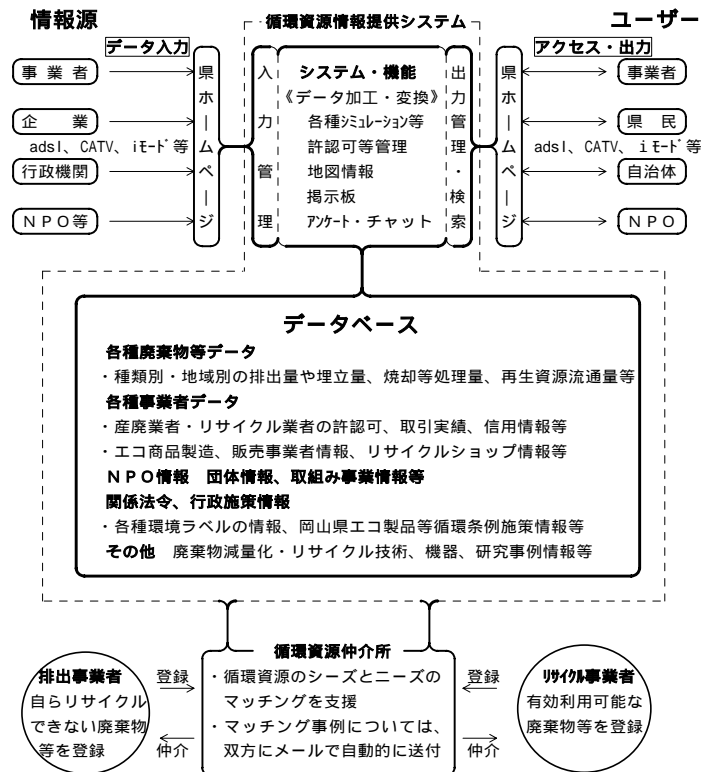 情報源
循環資源情報提供システム
ユーザー
データ入力
アクセス・出力
事業者
企業
adsl、CATV、iモード等
行政機関
NPO等
県ホームページ
入力管理
システム・機能
《データ加工・変換》
各種シミュレーション等
許認可等管理
地図情報
掲示板
アンケート・チャット
出力管理・検索
県ホームページ
事業者
県民
adsl、CATV、iモード等
自治体
NPO
データベース
各種廃棄物等データ
・種類別・地域別の排出量や埋立量、焼却等処理量、再生資源流通量等
各種事業者データ
・産廃業者・リサイクル業者の許認可、取引実績、信用情報等
・エコ商品製造、販売事業者情報、リサイクルショップ情報等
NPO情報 団体情報、取組み事業情報等
関係法令、行政施策情報
・各種環境ラベルの情報、岡山県エコ製品等循環条例施策情報等
その他 廃棄物減量化・リサイクル技術、機器、研究事例情報等
排出事業者
自らリサイクル
できない廃棄物
等を登録
登録
仲介
循環資源仲介所
・循環資源のシーズとニーズの
マッチングを支援
・マッチング事例については、
双方にメールで自動的に送付
登録
仲介
リサイクル事業者
有効利用可能な
廃棄物等を登録